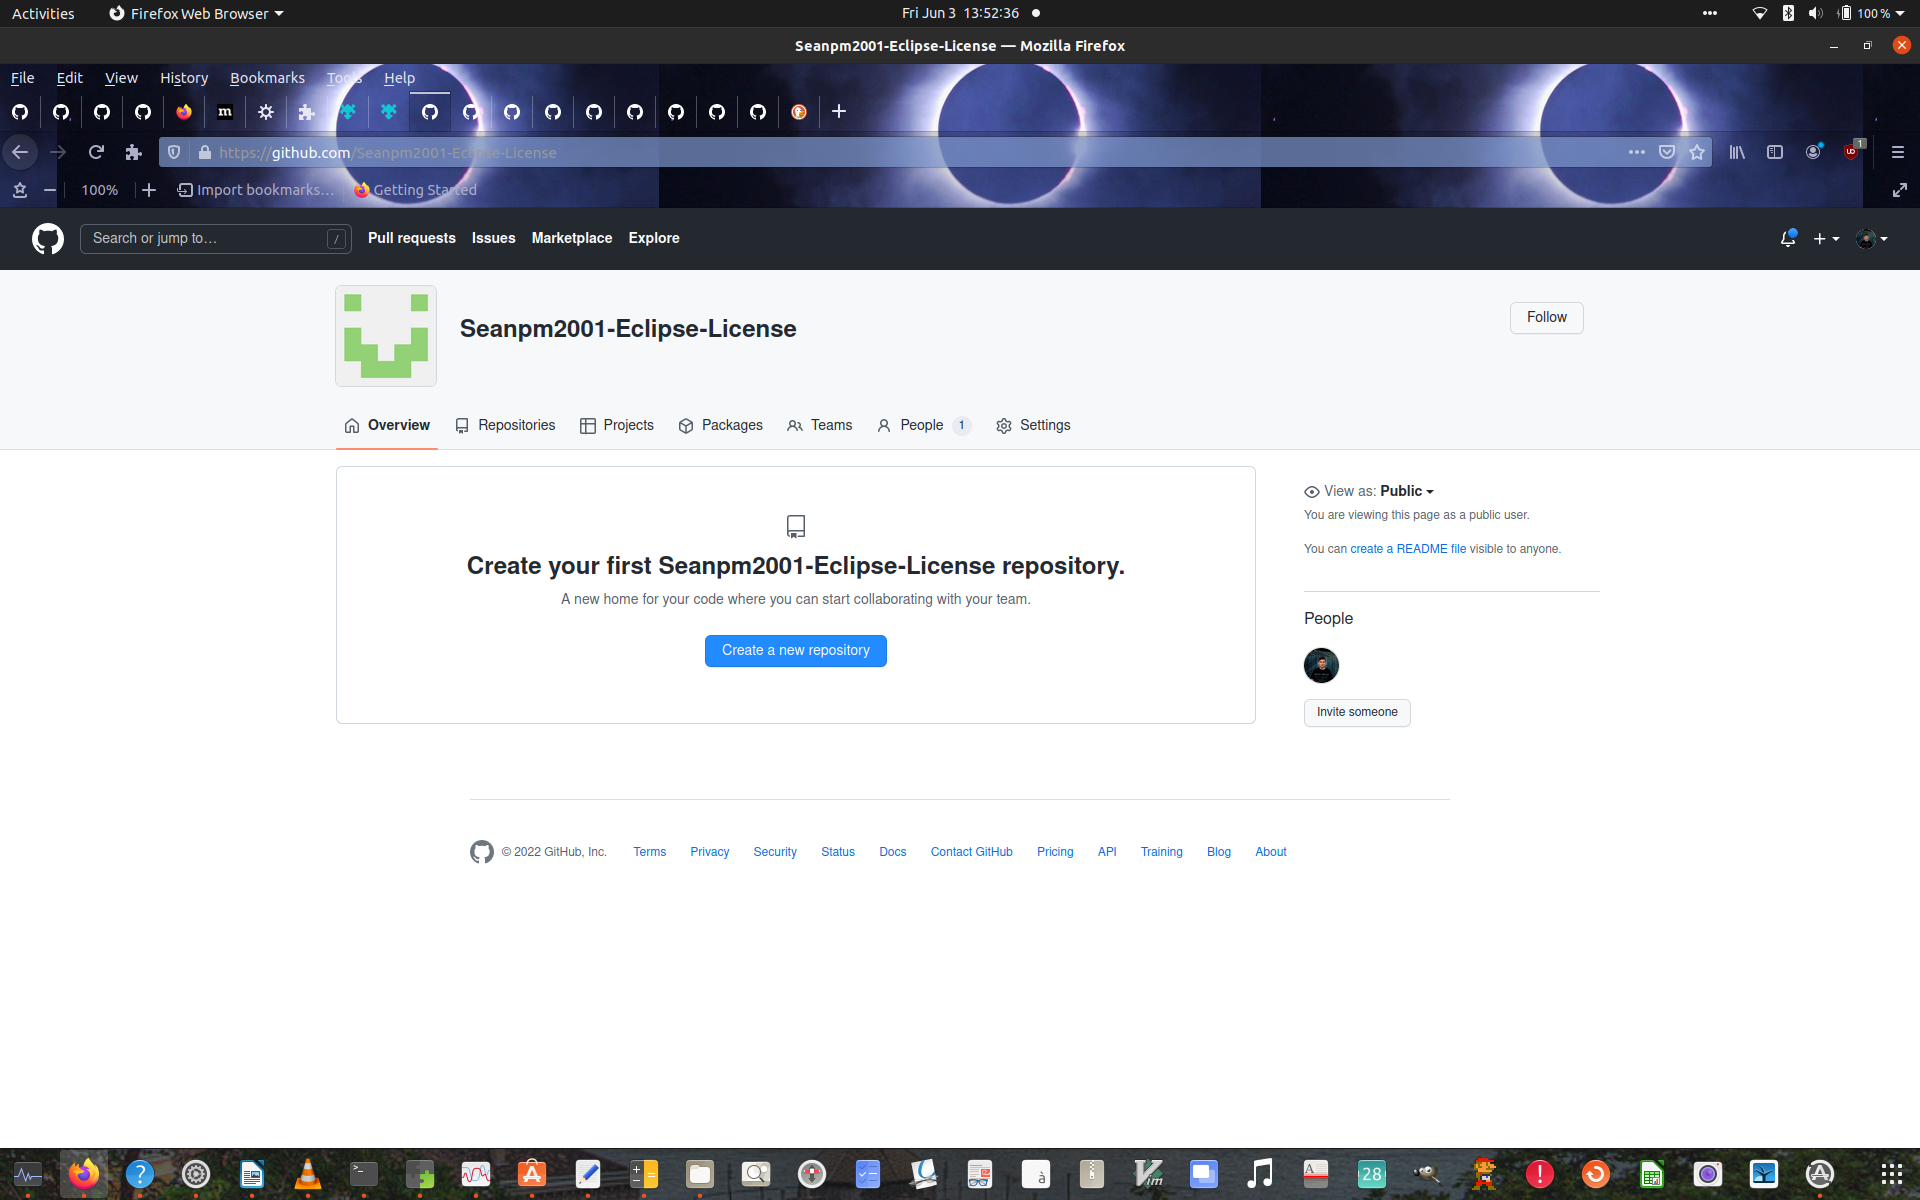 Activities
Firefox Web Browser
Fri Jun 3 13:52:36
100 %
Seanpm2001-Eclipse-License — Mozilla Firefox
File Edit View History Bookmarks Tools Help
m
https://github.com/Seanpm2001-Eclipse-License
1
100%
Import bookmarks…
Getting Started
Search or jump to…
/
Pull requests
Issues
Marketplace
Explore
Seanpm2001-Eclipse-License
Follow
Overview
Repositories
Projects
Packages
Teams
People 1
Settings
Create your first Seanpm2001-Eclipse-License repository.
A new home for your code where you can start collaborating with your team.
Create a new repository
View as: Public
You are viewing this page as a public user.
You can create a README file visible to anyone.
People
Invite someone
© 2022 GitHub, Inc.
Terms
Privacy
Security
Status
Docs
Contact GitHub
Pricing
API
Training
Blog
About
?
à
Vim
28